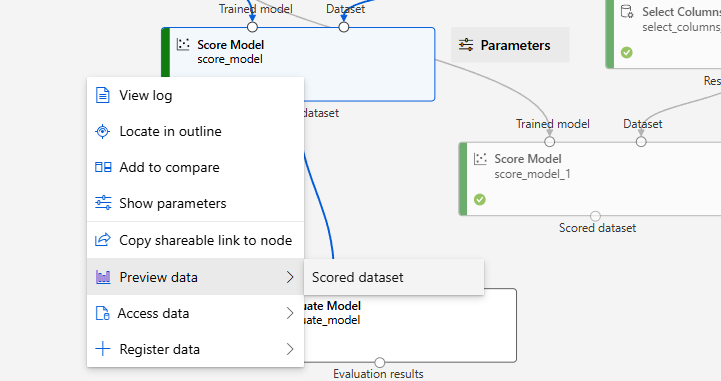 Trained model
Dataset
Score Model
score_model
Parameters
Select Columns
select_columns_
Res
dataset
View log
Locate in outline
Add to compare
Show parameters
Copy shareable link to node
Preview data
Scored dataset
Access data
Register data
Trained model
Dataset
Score Model
score_model_1
Scored dataset
uate Model
uate_model
Evaluation results